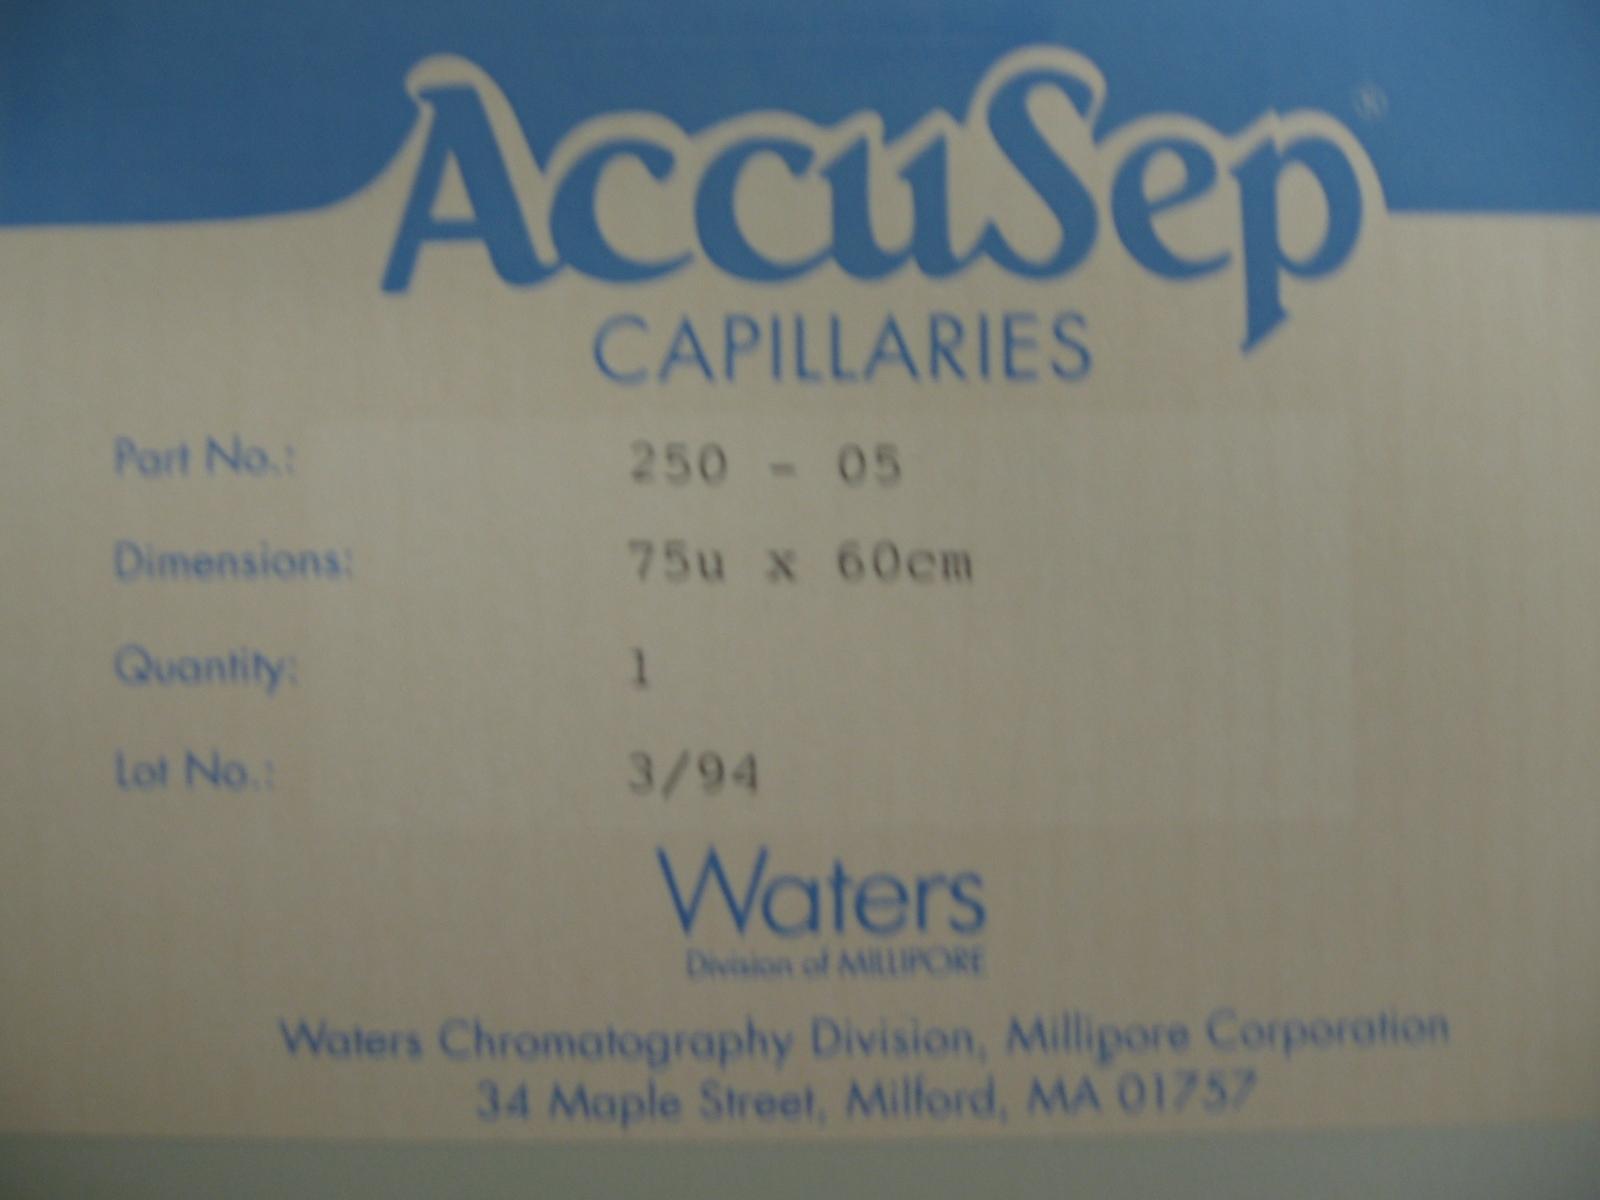 AccuSep®
CAPILLARIES
Part No.: 250 - 05
Dimensions: 75u x 60cm
Quantity: 1
Lot No.: 3/94
Waters
Division of MILLIPORE
Waters Chromatography Division, Millipore Corporation
34 Maple Street, Milford, MA 01757